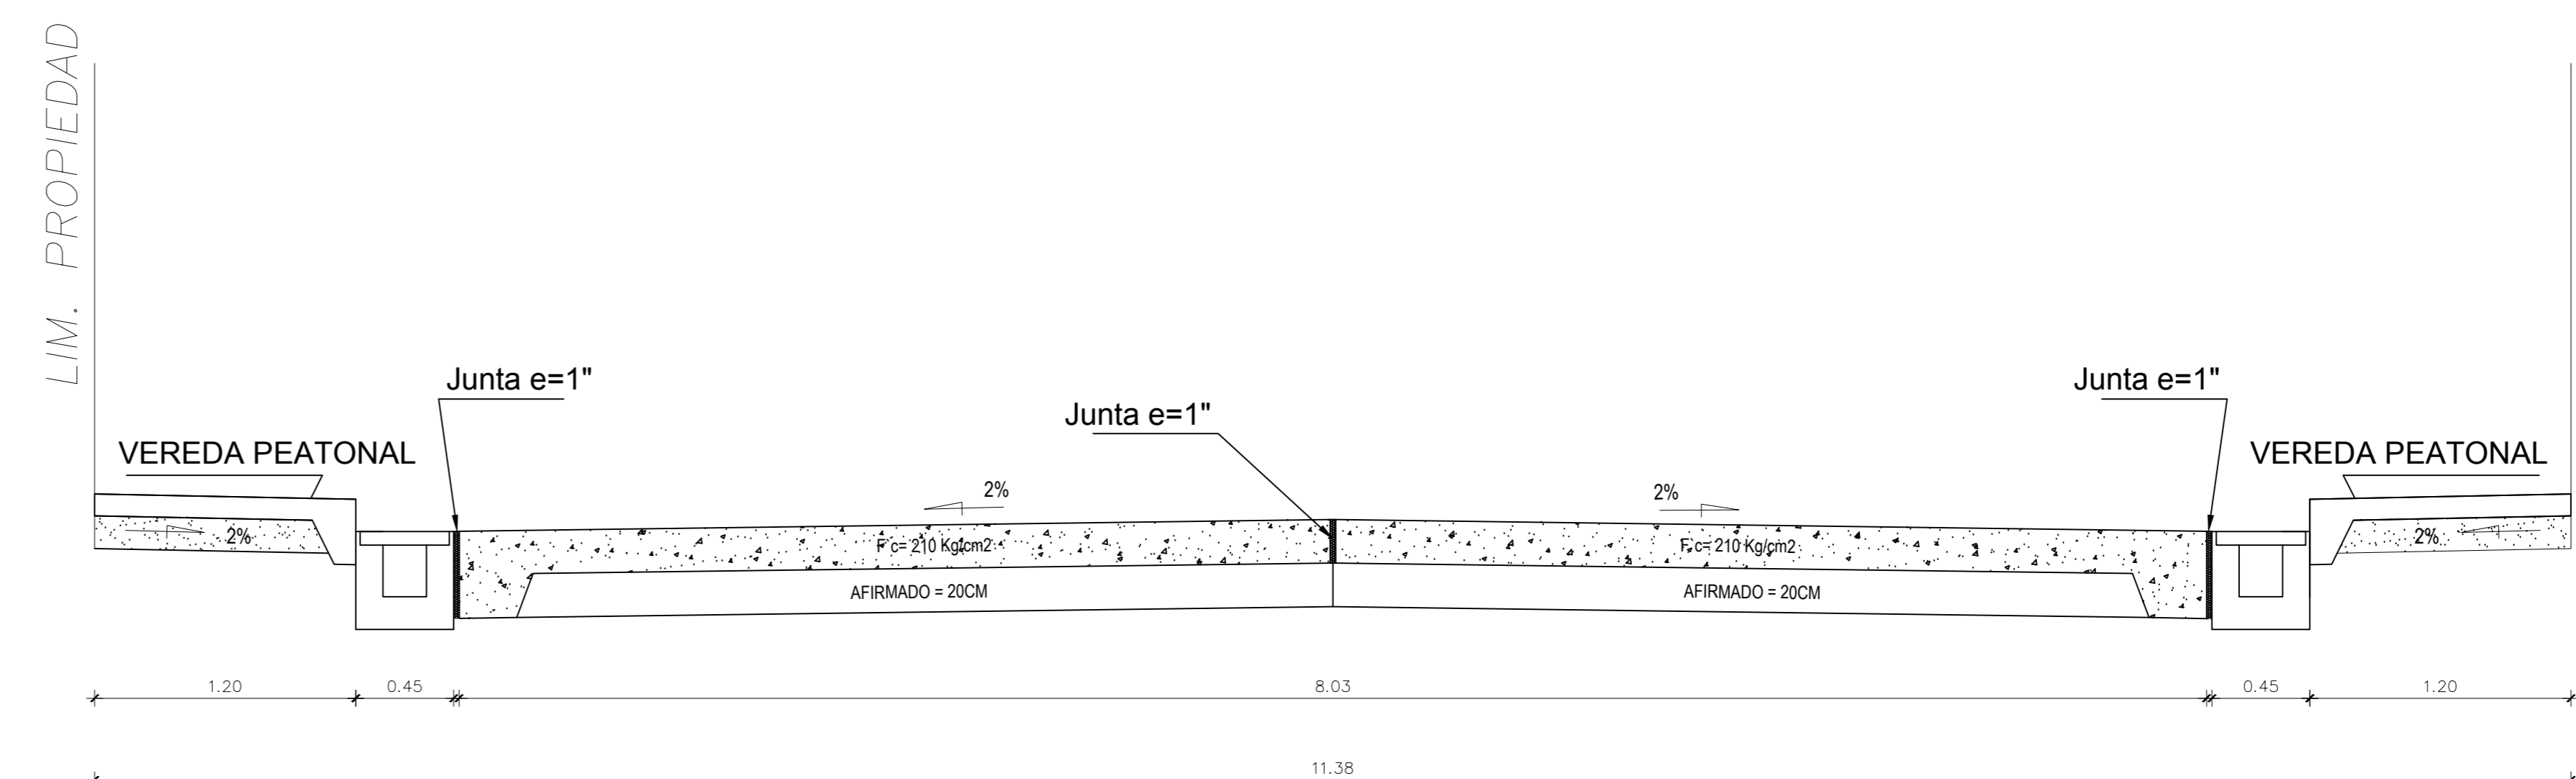 LIM. PROPIEDAD
Junta e=1"
Junta e=1"
Junta e=1"
VEREDA PEATONAL
VEREDA PEATONAL
2%
2%
2%
F'c= 210 Kg/cm2
F'c= 210 Kg/cm2
2%
AFIRMADO = 20CM
AFIRMADO = 20CM
1.20
0.45
8.03
0.45
1.20
11.38